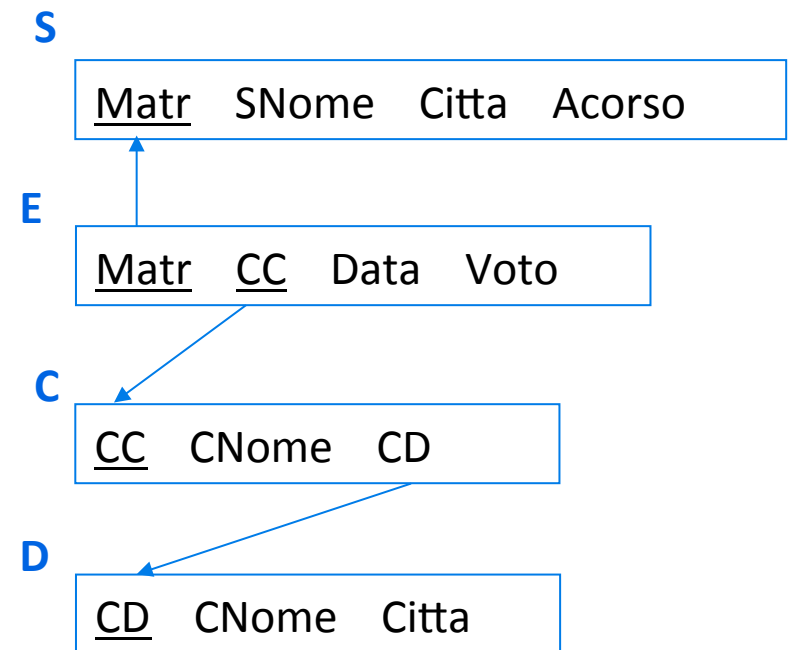 S
Matr SNome Citta Acorso
E
Matr CC Data Voto
C
CC CNome CD
D
CD CNome Citta